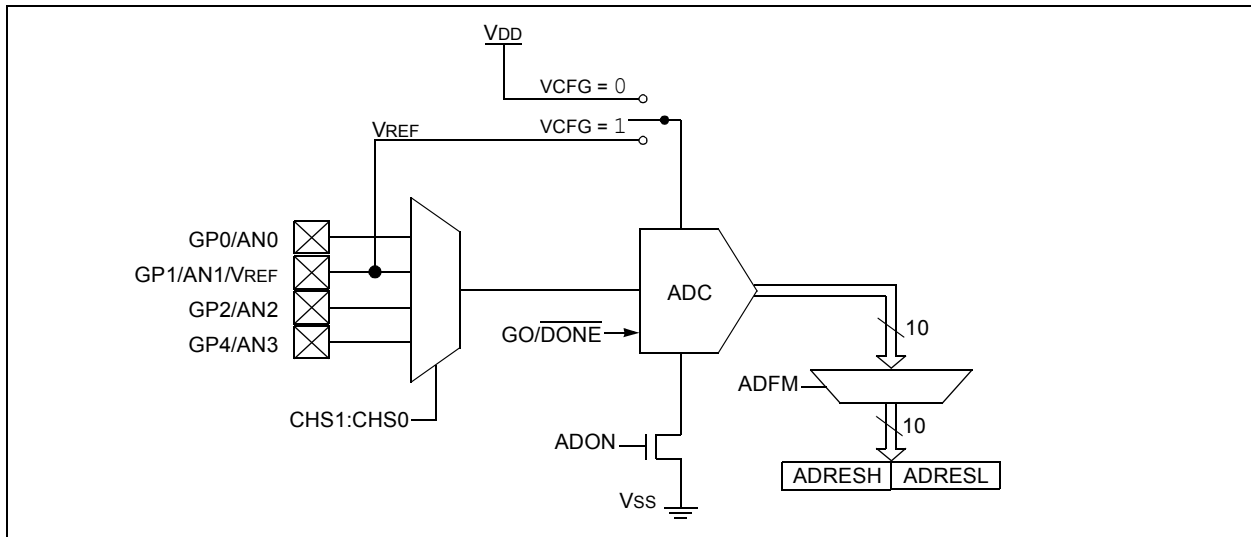 VDD
VCFG = 0
VCFG = 1
VREF
GP0/AN0
GP1/AN1/VREF
GP2/AN2
GP4/AN3
ADC
GO/DONE
10
ADFM
CHS1:CHS0
10
ADON
ADRESH ADRESL
VSS